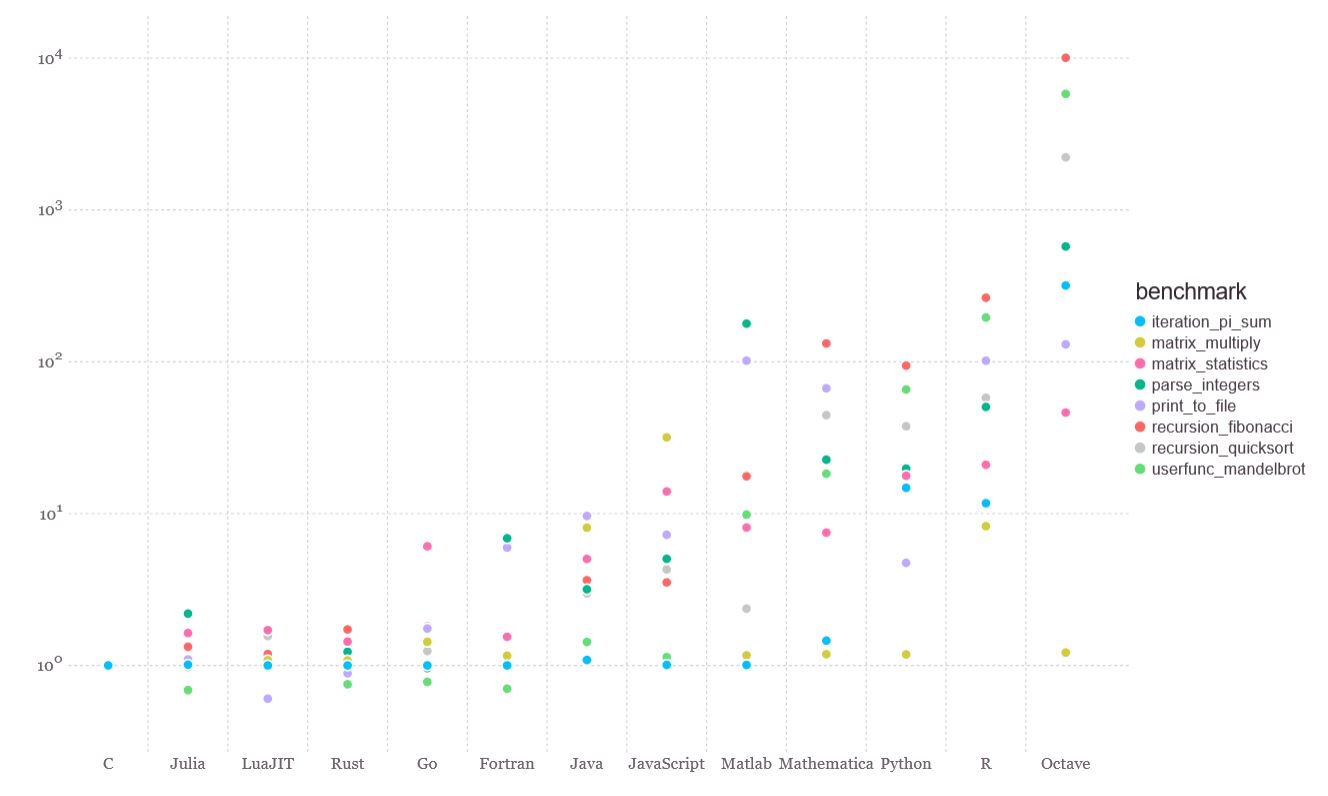 10⁴
10³
10²
10¹
10⁰
C Julia LuaJIT Rust Go Fortran Java JavaScript Matlab Mathematica Python R Octave
benchmark
iteration_pi_sum
matrix_multiply
matrix_statistics
parse_integers
print_to_file
recursion_fibonacci
recursion_quicksort
userfunc_mandelbrot